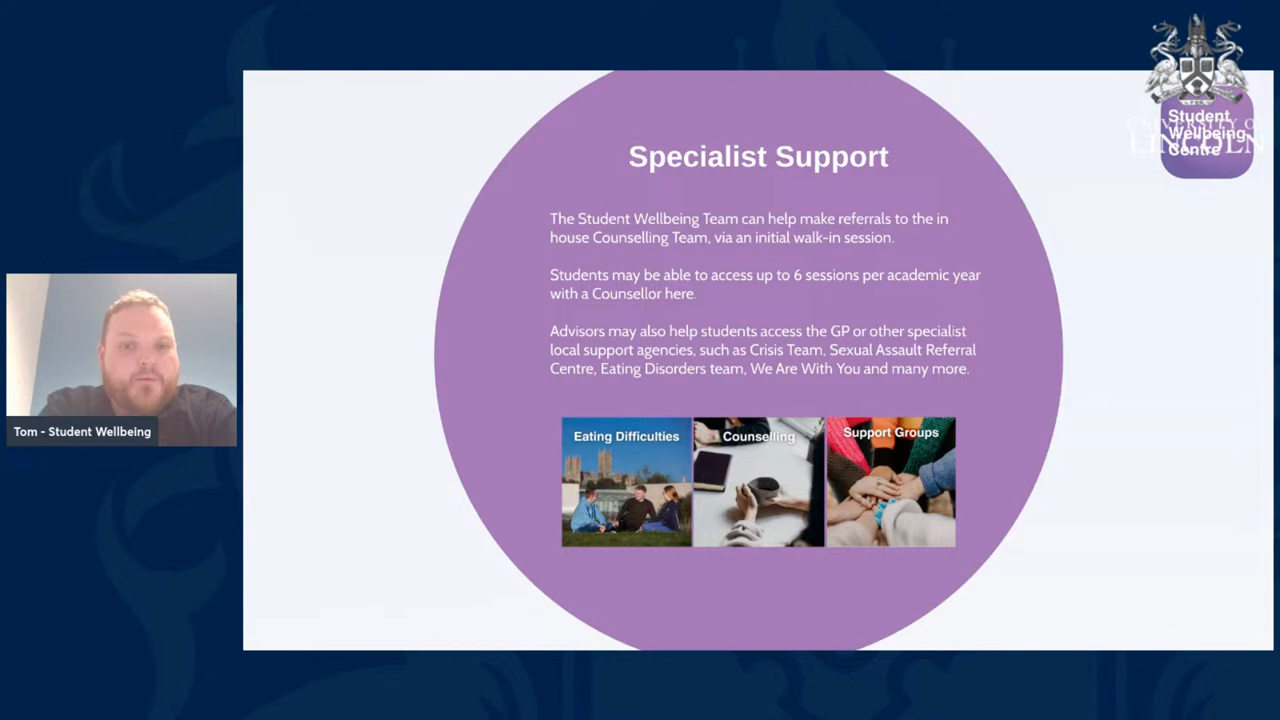 Specialist Support
The Student Wellbeing Team can help make referrals to the in
house Counselling Team, via an initial walk-in session.
Students may be able to access up to 6 sessions per academic year
with a Counsellor here.
Advisors may also help students access the GP or other specialist
local support agencies, such as Crisis Team, Sexual Assault Referral
Centre, Eating Disorders team, We Are With You and many more.
Eating Difficulties
Counselling
Support Groups
Tom - Student Wellbeing
Student
Wellbeing
Centre
UNIVERSITY OF
LINCOLN